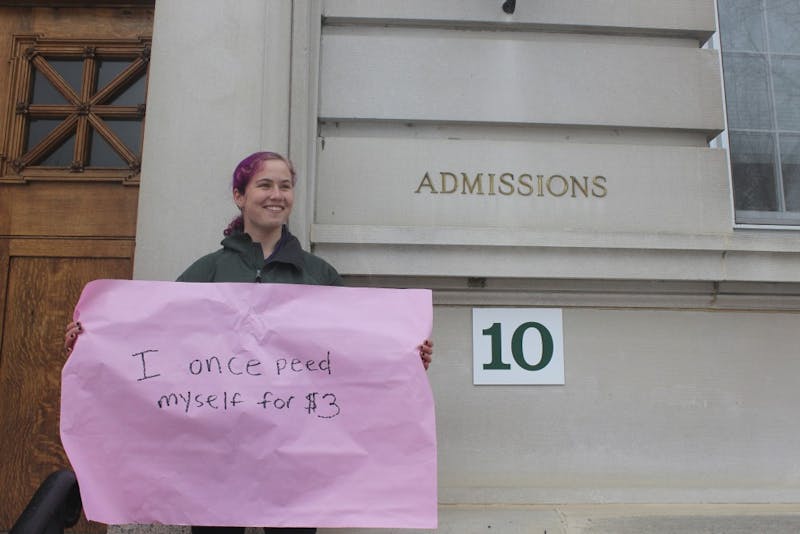 ADMISSIONS
10
I once peed
myself for $3